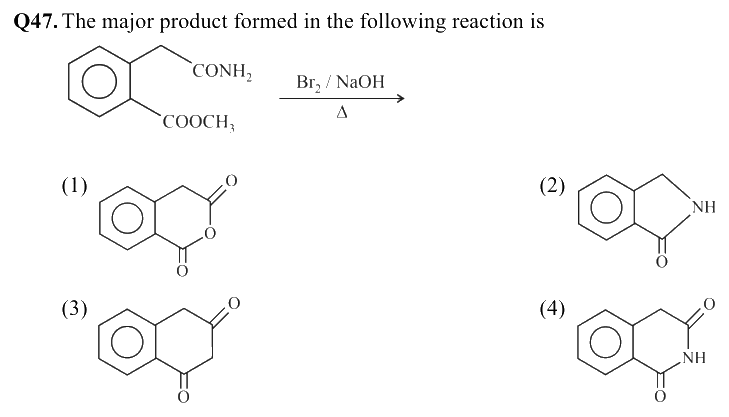 Q47. The major product formed in the following reaction is
CONH₂
Br₂ / NaOH
Δ
COOCH₃
(1)
O
O
O
(2)
NH
O
(3)
O
O
(4)
O
NH
O